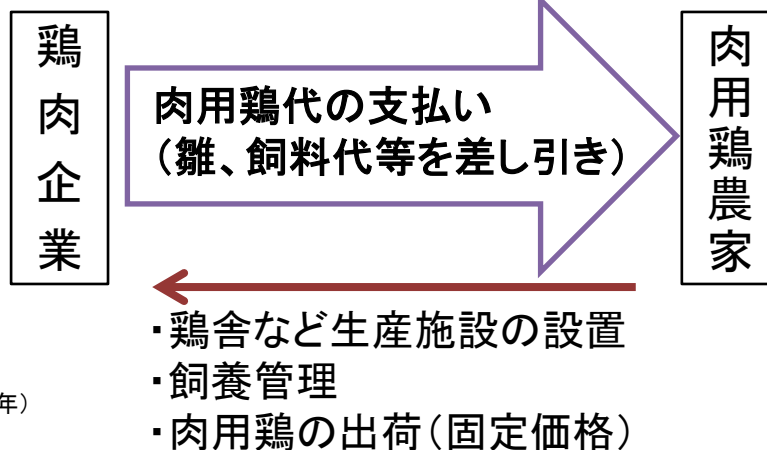 鶏肉企業
肉用鶏代の支払い
（雛、飼料代等を差し引き）
肉用鶏農家
・鶏舎など生産施設の設置
・飼養管理
・肉用鶏の出荷（固定価格）
年）